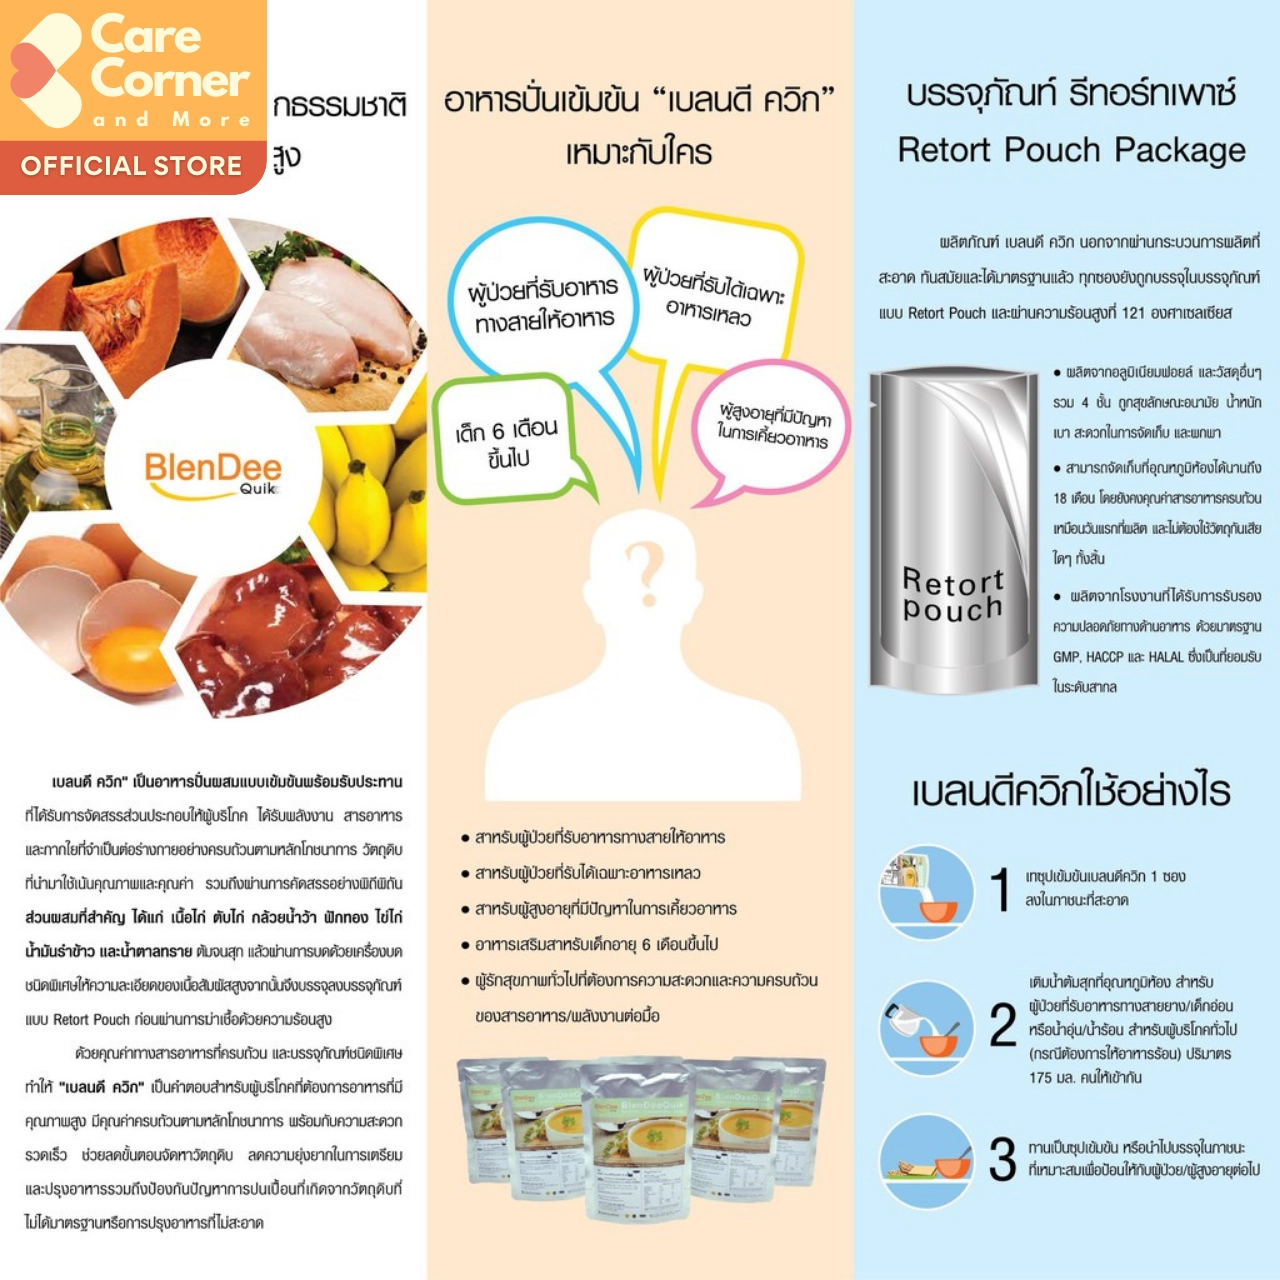 Care
Corner
and More
OFFICIAL STORE
กธรรมชาติ
สูง
BlenDee
Quik
เบลนดี ควิก" เป็นอาหารปั่นผสมแบบเข้มข้นพร้อมรับประทาน
ที่ได้รับการจัดสรรส่วนประกอบให้ผู้บริโภค ได้รับพลังงาน สารอาหาร
และกากใยที่จำเป็นต่อร่างกายอย่างครบถ้วนตามหลักโภชนาการ วัตถุดิบ
ที่นำมาใช้เน้นคุณภาพและคุณค่า รวมถึงผ่านการคัดสรรอย่างพิถีพิถัน
ส่วนผสมที่สำคัญ ได้แก่ เนื้อไก่ ตับไก่ กล้วยน้ำว้า ฟักทอง ไข่ไก่
น้ำมันรำข้าว และน้ำตาลทราย ต้มจนสุก แล้วผ่านการบดด้วยเครื่องบด
ชนิดพิเศษให้ความละเอียดของเนื้อสัมผัสสูงจากนั้นจึงบรรจุลงบรรจุภัณฑ์
แบบ Retort Pouch ก่อนผ่านการฆ่าเชื้อด้วยความร้อนสูง
ด้วยคุณค่าทางสารอาหารที่ครบถ้วน และบรรจุภัณฑ์ชนิดพิเศษ
ทำให้ "เบลนดี ควิก" เป็นคำตอบสำหรับผู้บริโภคที่ต้องการอาหารที่มี
คุณภาพสูง มีคุณค่าครบถ้วนตามหลักโภชนาการ พร้อมกับความสะดวก
รวดเร็ว ช่วยลดขั้นตอนจัดหาวัตถุดิบ ลดความยุ่งยากในการเตรียม
และปรุงอาหารรวมถึงป้องกันปัญหาการปนเปื้อนที่เกิดจากวัตถุดิบที่
ไม่ได้มาตรฐานหรือการปรุงอาหารที่ไม่สะอาด
อาหารปั่นเข้มข้น “เบลนดี ควิก”
เหมาะกับใคร
ผู้ป่วยที่รับอาหาร
ทางสายให้อาหาร
ผู้ป่วยที่รับได้เฉพาะ
อาหารเหลว
เด็ก 6 เดือน
ขึ้นไป
ผู้สูงอายุที่มีปัญหา
ในการเคี้ยวอาาหาร
?
● สาหรับผู้ป่วยที่รับอาหารทางสายให้อาหาร
● สาหรับผู้ป่วยที่รับได้เฉพาะอาหารเหลว
● สาหรับผู้สูงอายุที่มีปัญหาในการเคี้ยวอาหาร
● อาหารเสริมสาหรับเด็กอายุ 6 เดือนขึ้นไป
● ผู้รักสุขภาพทั่วไปที่ต้องการความสะดวกและความครบถ้วน
ของสารอาหาร/พลังงานต่อมื้อ
BlenDeeQuik
บรรจุภัณฑ์ รีทอร์ทเพาซ์
Retort Pouch Package
ผลิตภัณฑ์ เบลนดี ควิก นอกจากผ่านกระบวนการผลิตที่
สะอาด ทันสมัยและได้มาตรฐานแล้ว ทุกซองยังถูกบรรจุในบรรจุภัณฑ์
แบบ Retort Pouch และผ่านความร้อนสูงที่ 121 องศาเซลเซียส
Retort
pouch
● ผลิตจากอลูมิเนียมฟอยล์ และวัสดุอื่นๆ
รวม 4 ชั้น ถูกสุขลักษณะอนามัย น้ำหนัก
เบา สะดวกในการจัดเก็บ และพกพา
● สามารถจัดเก็บที่อุณหภูมิห้องได้นานถึง
18 เดือน โดยยังคงคุณค่าสารอาหารครบถ้วน
เหมือนวันแรกที่ผลิต และไม่ต้องใช้วัตถุกันเสีย
ใดๆ ทั้งสิ้น
● ผลิตจากโรงงานที่ได้รับการรับรอง
ความปลอดภัยทางด้านอาหาร ด้วยมาตรฐาน
GMP, HACCP และ HALAL ซึ่งเป็นที่ยอมรับ
ในระดับสากล
เบลนดีควิกใช้อย่างไร
1 เทซุปเข้มข้นเบลนดีควิก 1 ซอง
ลงในภาชนะที่สะอาด
2 เติมน้ำต้มสุกที่อุณหภูมิห้อง สำหรับ
ผู้ป่วยที่รับอาหารทางสายยาง/เด็กอ่อน
หรือน้ำอุ่น/น้ำร้อน สำหรับผู้บริโภคทั่วไป
(กรณีต้องการให้อาหารร้อน) ปริมาตร
175 มล. คนให้เข้ากัน
3 ทานเป็นซุปเข้มข้น หรือนำไปบรรจุในภาชนะ
ที่เหมาะสมเพื่อป้อนให้กับผู้ป่วย/ผู้สูงอายุต่อไป